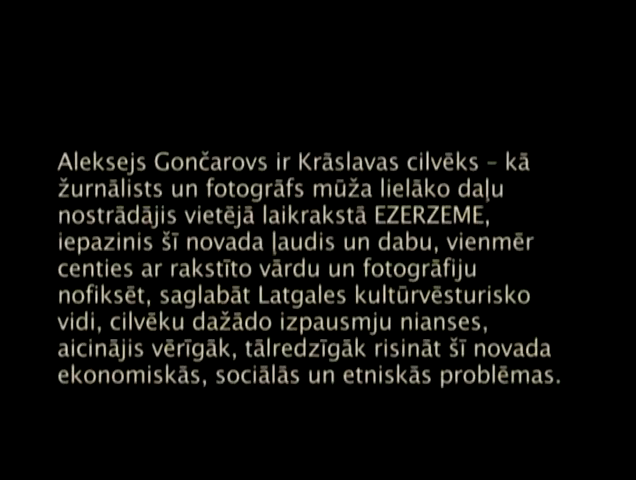 Aleksejs Gončarovs ir Krāslavas cilvēks – kā
žurnālists un fotogrāfs mūža lielāko daļu
nostrādājis vietējā laikrakstā EZERZEME,
iepazinis šī novada ļaudis un dabu, vienmēr
centies ar rakstīto vārdu un fotogrāfiju
nofiksēt, saglabāt Latgales kultūrvēsturisko
vidi, cilvēku dažādo izpausmju nianses,
aicinājis vērīgāk, tālredzīgāk risināt šī novada
ekonomiskās, sociālās un etniskās problēmas.